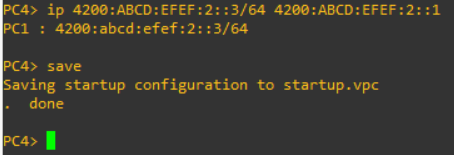 PC4> ip 4200:ABCD:EFEF:2::3/64 4200:ABCD:EFEF:2::1
PC1 : 4200:abcd:efef:2::3/64
PC4> save
Saving startup configuration to startup.vpc
.  done
PC4>